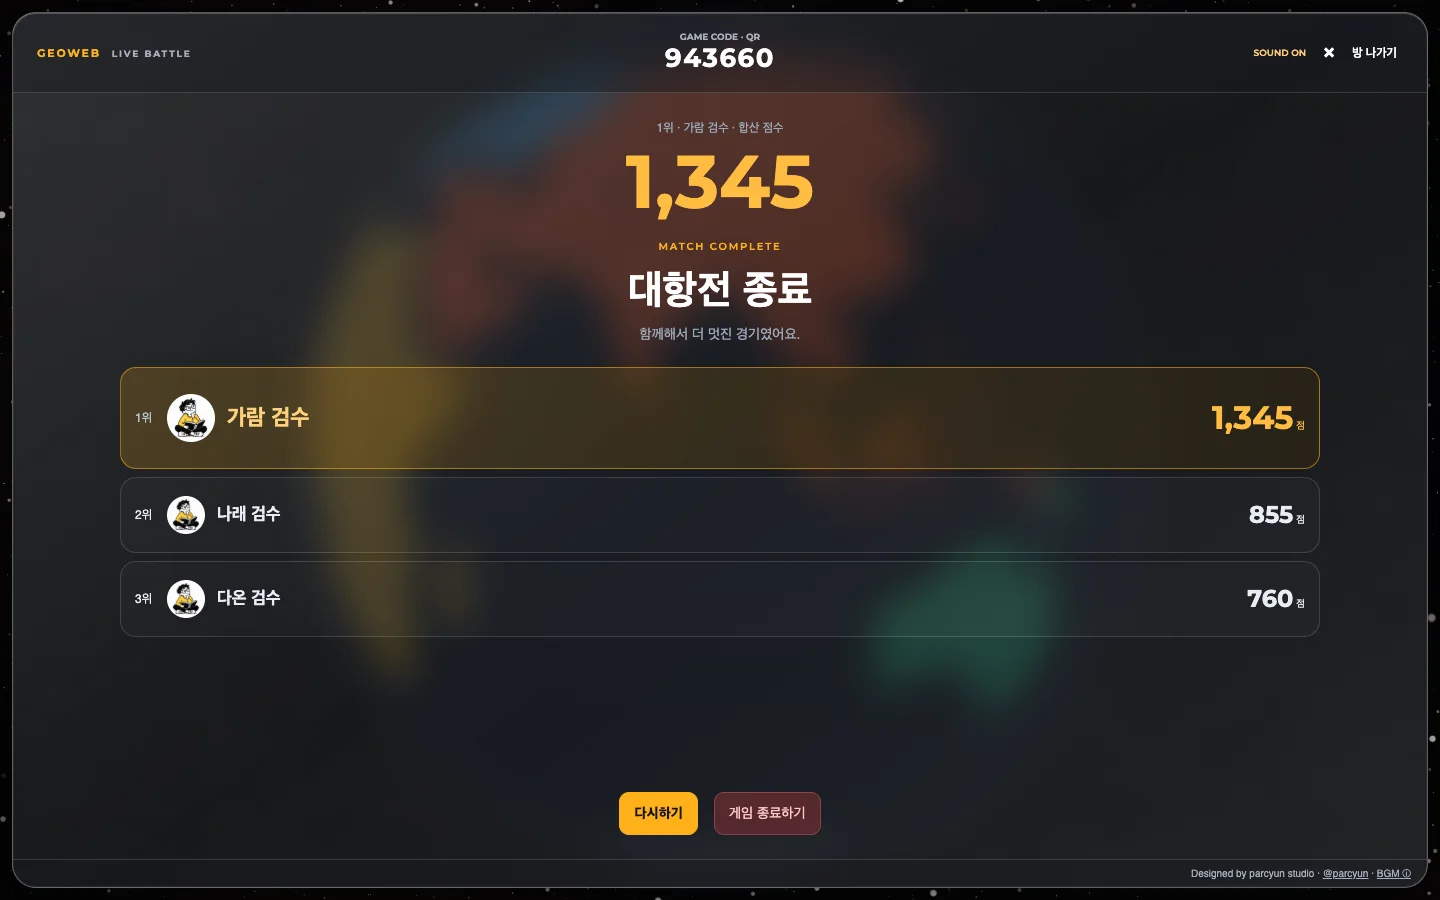 GEOWEB LIVE BATTLE
GAME CODE · QR
943660
SOUND ON ✕ 방 나가기
1위 · 가람 검수 · 합산 점수
1,345
MATCH COMPLETE
대항전 종료
함께해서 더 멋진 경기였어요.
1위 가람 검수 1,345점
2위 나래 검수 855점
3위 다온 검수 760점
다시하기 게임 종료하기
Designed by parcyun studio · @parcyun · BGM ⓘ